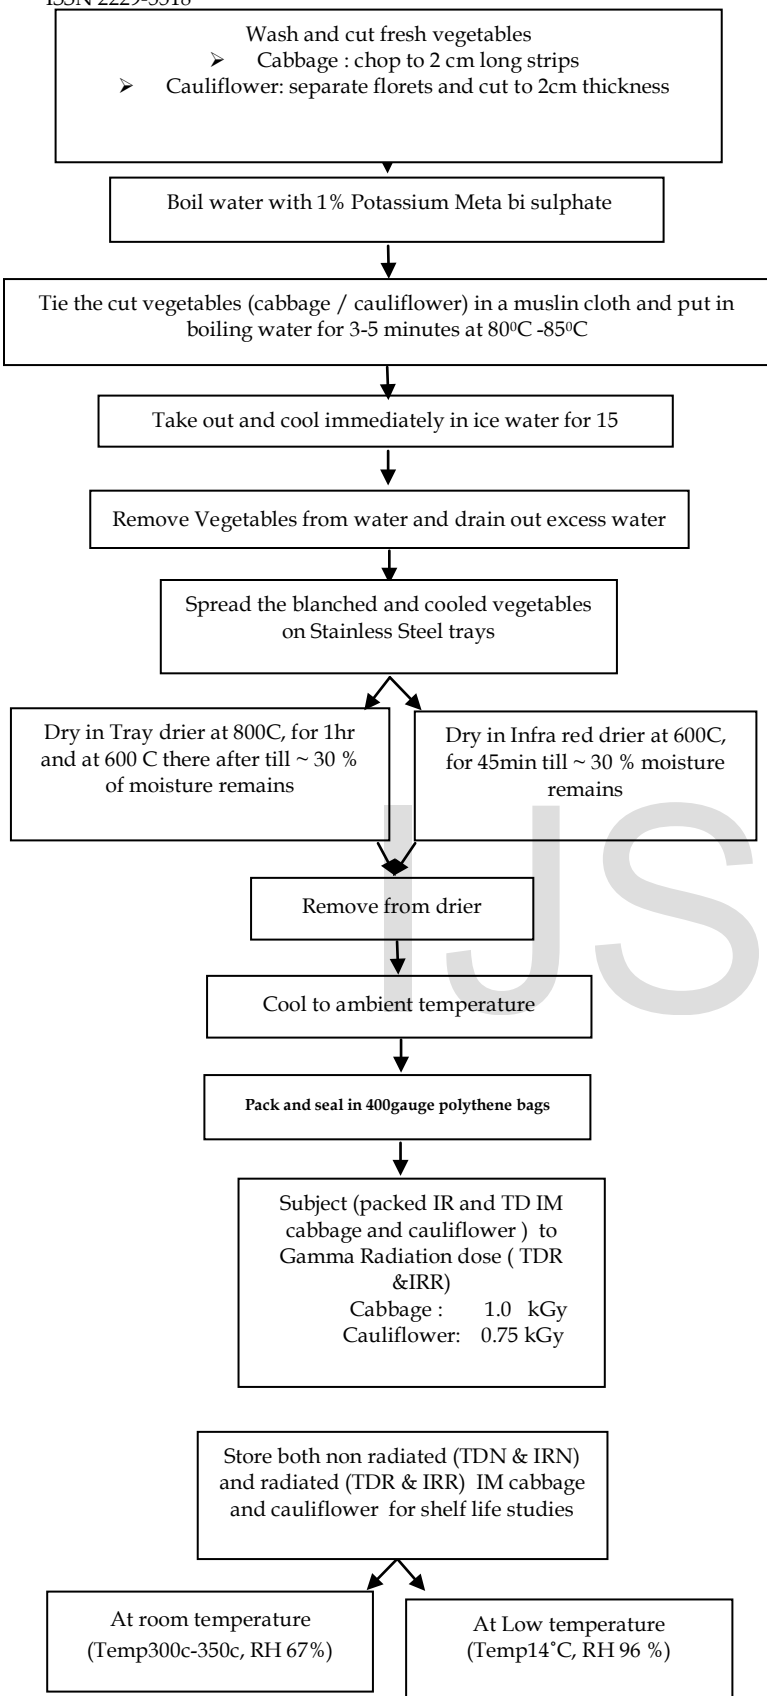 ISSN 2229-5518
Wash and cut fresh vegetables
➢ Cabbage : chop to 2 cm long strips
➢ Cauliflower: separate florets and cut to 2cm thickness
Boil water with 1% Potassium Meta bi sulphate
Tie the cut vegetables (cabbage / cauliflower) in a muslin cloth and put in
boiling water for 3-5 minutes at 80⁰C -85⁰C
Take out and cool immediately in ice water for 15
Remove Vegetables from water and drain out excess water
Spread the blanched and cooled vegetables
on Stainless Steel trays
Dry in Tray drier at 800C, for 1hr
and at 600 C there after till ~ 30 %
of moisture remains
Dry in Infra red drier at 600C,
for 45min till ~ 30 % moisture
remains
IJS
Remove from drier
Cool to ambient temperature
Pack and seal in 400gauge polythene bags
Subject (packed IR and TD IM
cabbage and cauliflower ) to
Gamma Radiation dose ( TDR
&IRR)
Cabbage : 1.0 kGy
Cauliflower: 0.75 kGy
Store both non radiated (TDN & IRN)
and radiated (TDR & IRR) IM cabbage
and cauliflower for shelf life studies
At room temperature
(Temp300c-350c, RH 67%)
At Low temperature
(Temp14˚C, RH 96 %)